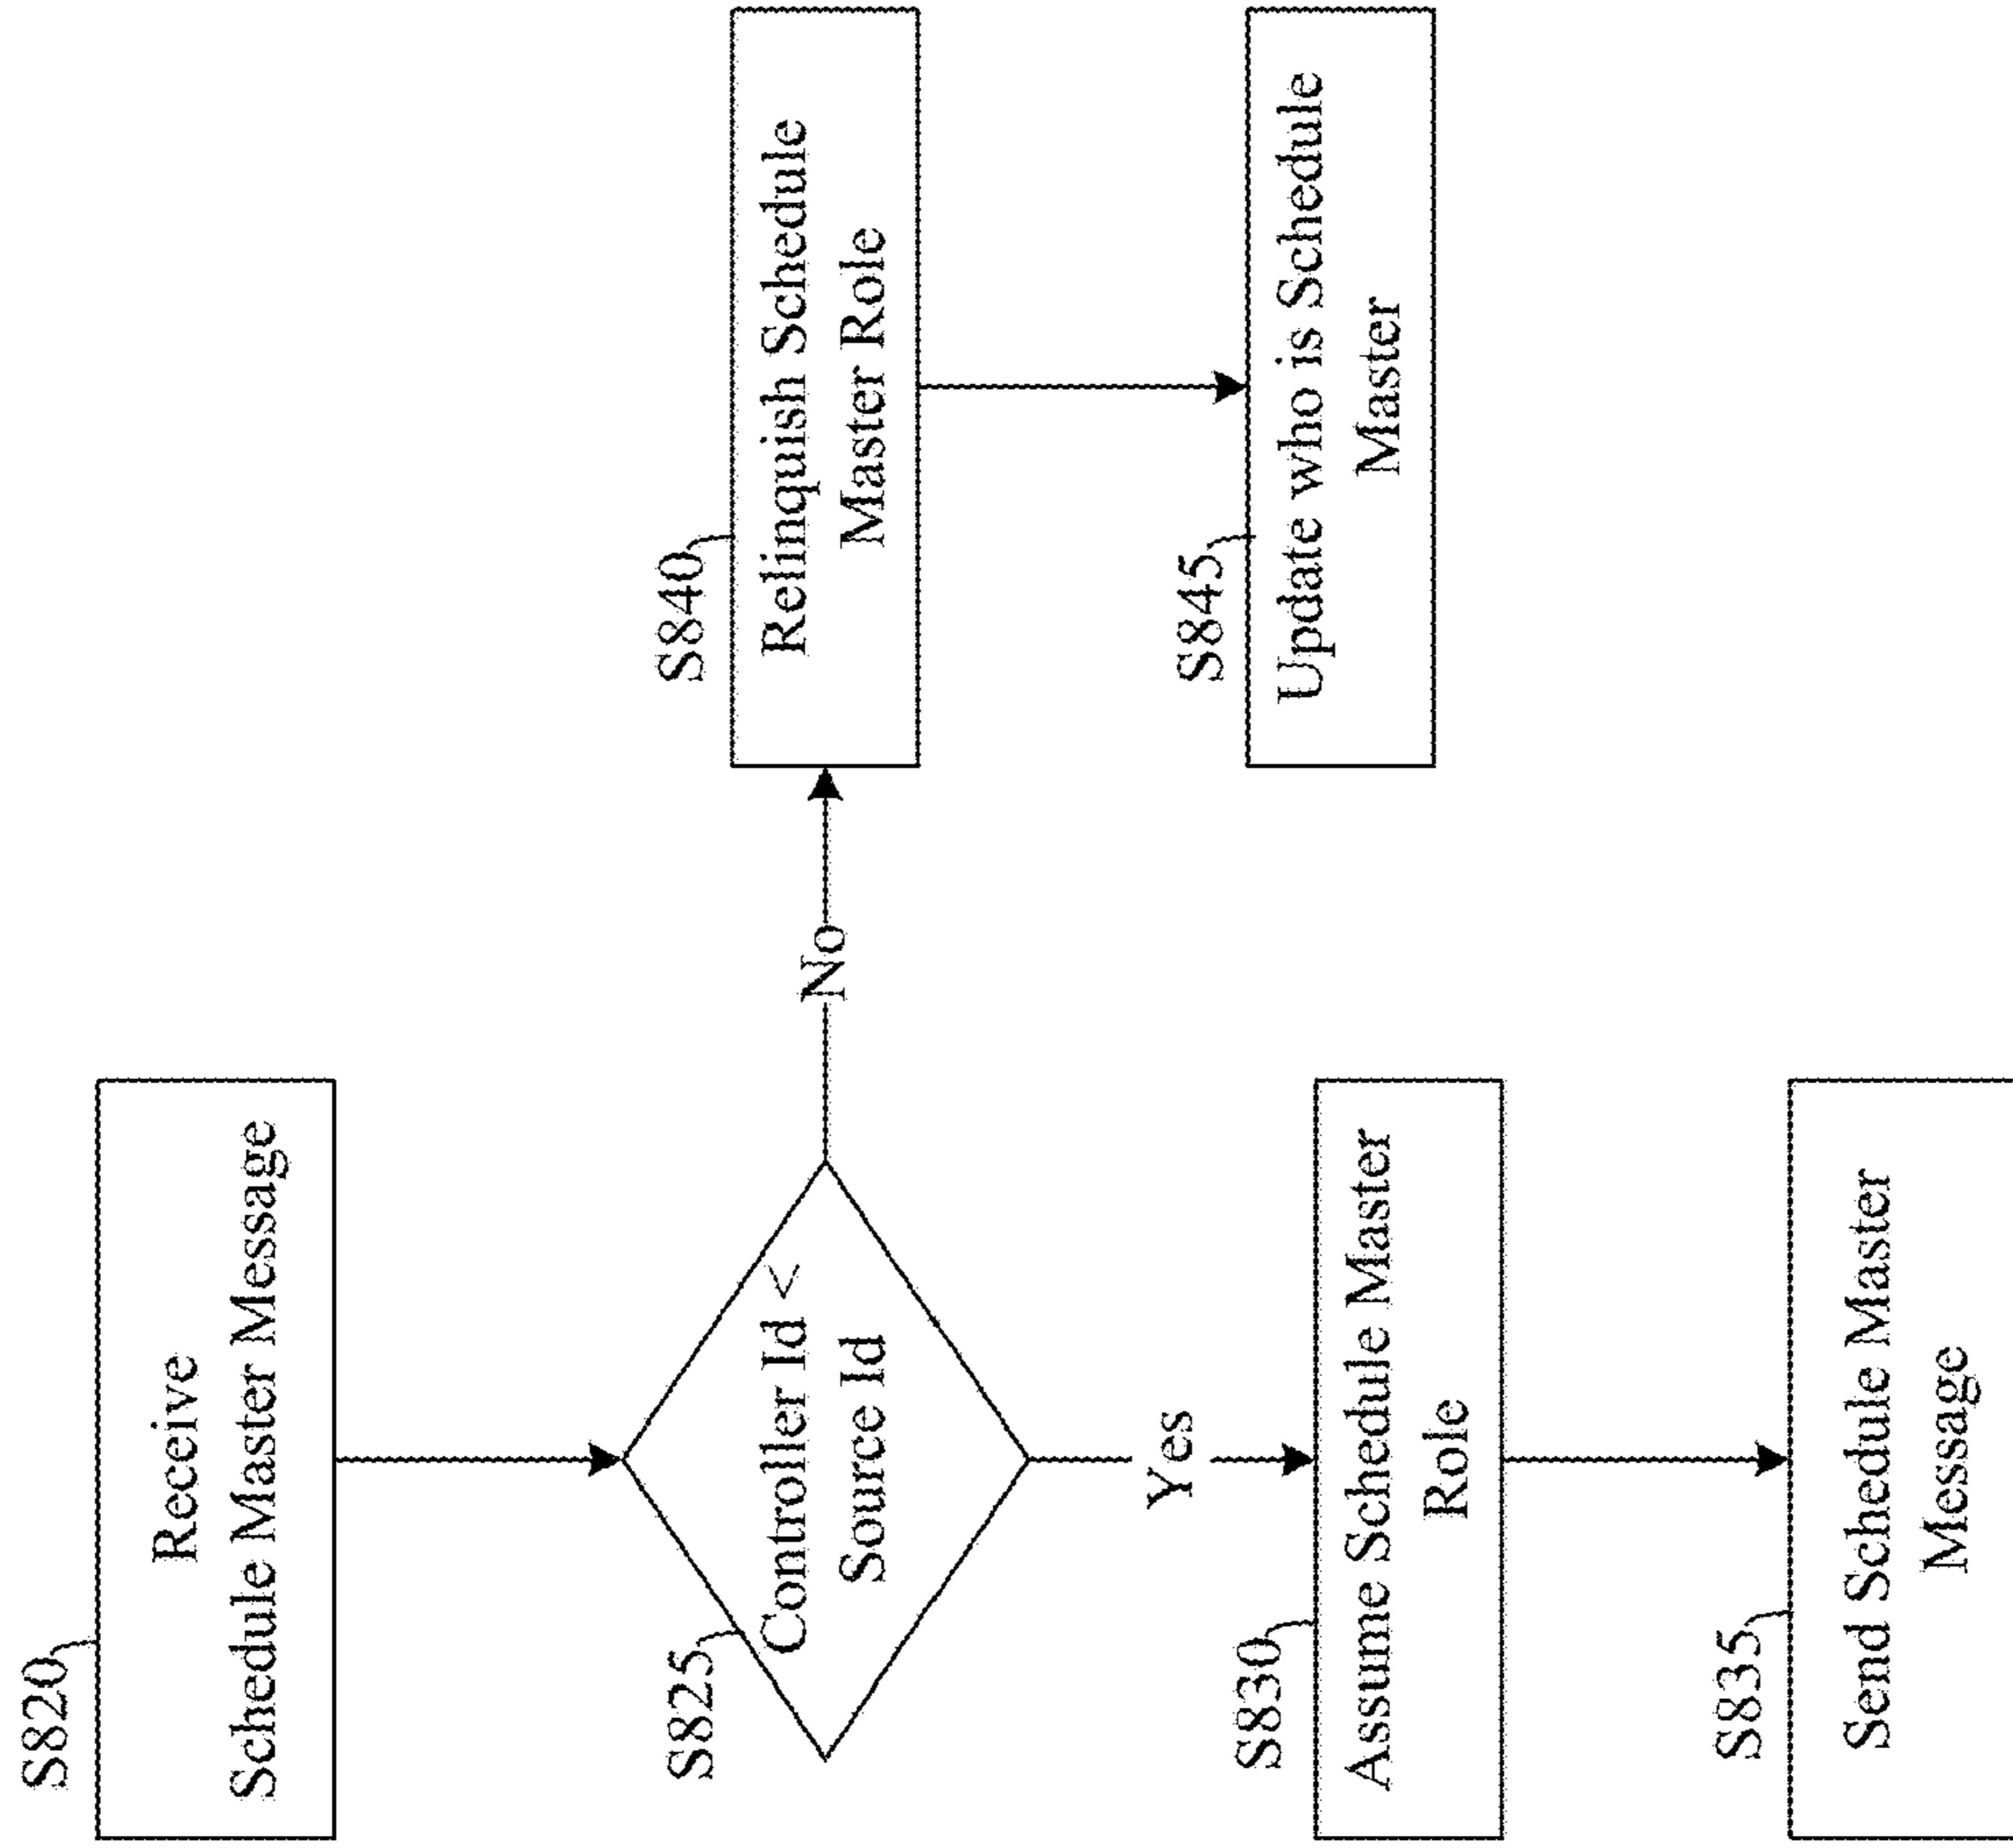 S820
Receive
Schedule Master Message
S825
Controller Id <
Source Id
No
Yes
S830
Assume Schedule Master
Role
S835
Send Schedule Master
Message
S840
Relinquish Schedule
Master Role
S845
Update who is Schedule
Master